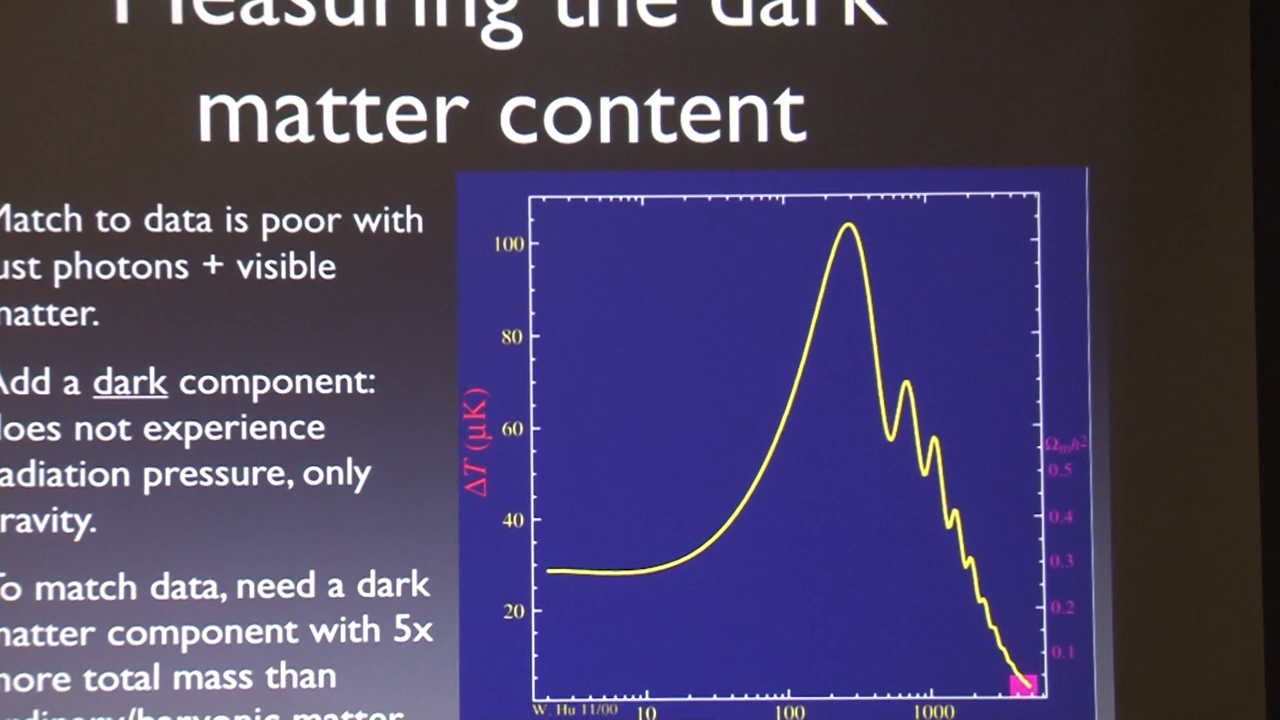 Measuring the dark
matter content
Match to data is poor with
just photons + visible
matter.
Add a dark component:
does not experience
radiation pressure, only
gravity.
To match data, need a dark
matter component with 5x
more total mass than
ordinary/baryonic matter
100
80
60
40
20
ΔT (μK)
Ωmh²
0.5
0.4
0.3
0.2
0.1
W. Hu 11/00
10
100
1000